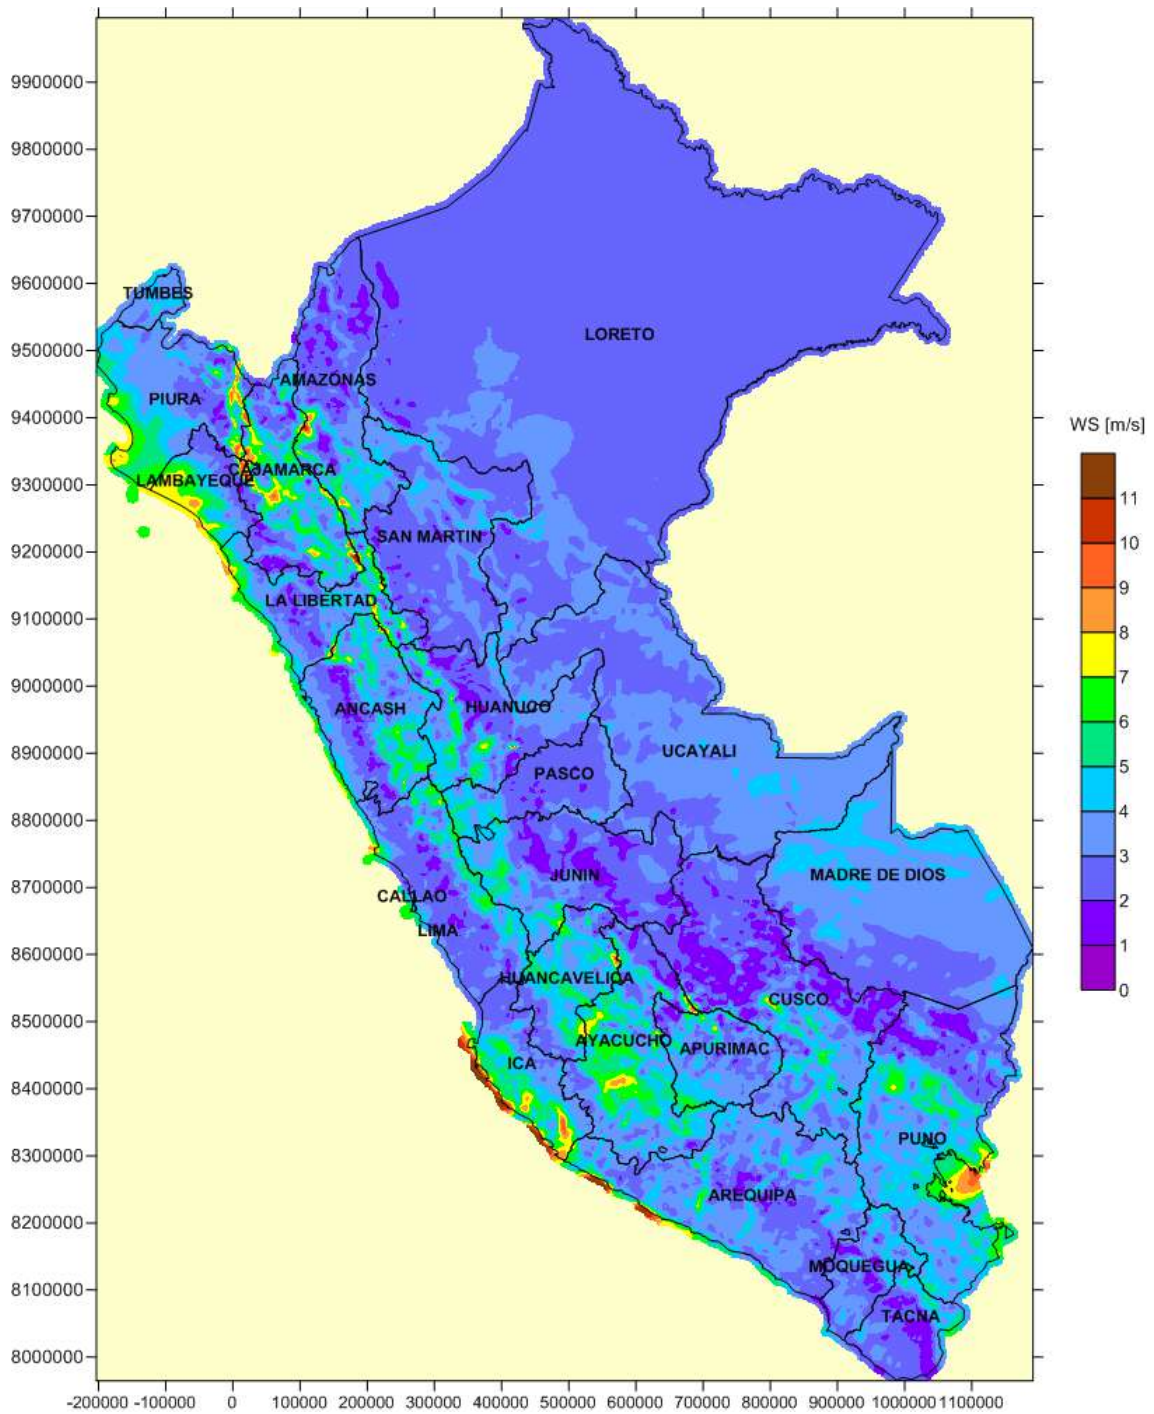 9900000
9800000
9700000
9600000
9500000
9400000
9300000
9200000
9100000
9000000
8900000
8800000
8700000
8600000
8500000
8400000
8300000
8200000
8100000
8000000
TUMBES
LORETO
AMAZONAS
PIURA
CAJAMARCA
LAMBAYEQUE
SAN MARTIN
LA LIBERTAD
ANCASH
HUANUCO
UCAYALI
PASCO
JUNIN
MADRE DE DIOS
CALLAO
LIMA
HUANCAVELICA
CUSCO
AYACUCHO
APURIMAC
ICA
PUNO
AREQUIPA
MOQUEGUA
TACNA
WS [m/s]
11
10
9
8
7
6
5
4
3
2
1
0
-200000 -100000 0 100000 200000 300000 400000 500000 600000 700000 800000 900000 1000000 1100000